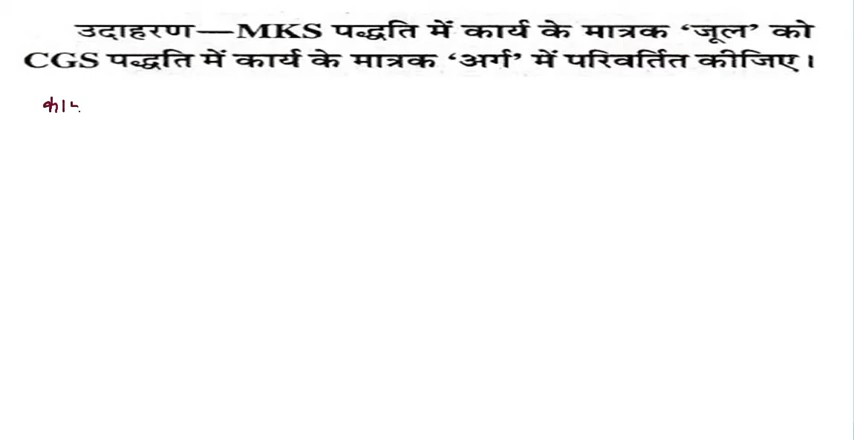 उदाहरण—MKS पद्धति में कार्य के मात्रक ‘जूल’ को
CGS पद्धति में कार्य के मात्रक ‘अर्ग’ में परिवर्तित कीजिए।